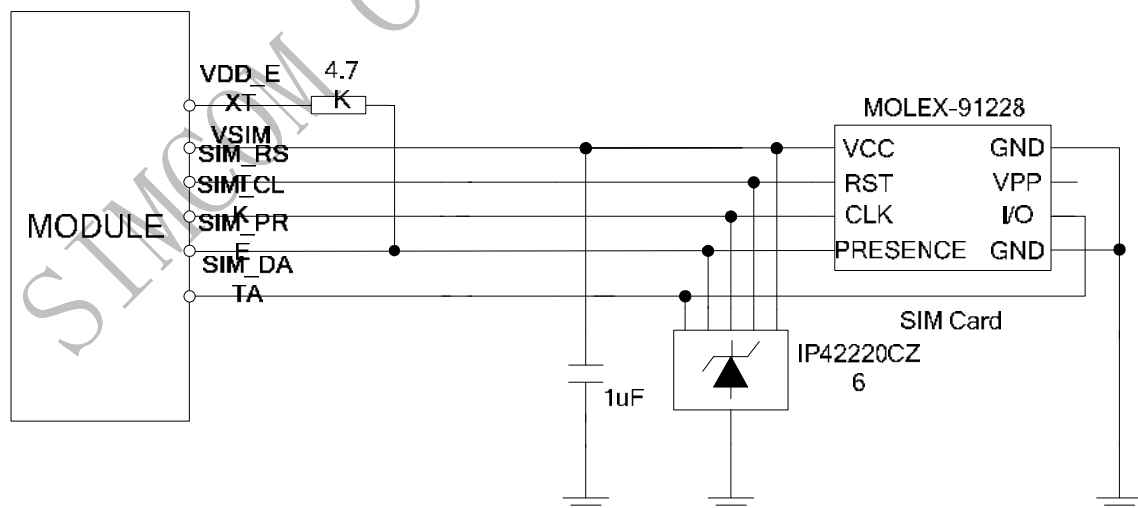 SIMCOM
VDD_E
XT
4.7
K
VSIM
SIM_RS
T
SIM_CL
K
SIM_PR
E
SIM_DA
TA
MODULE
MOLEX-91228
VCC GND
RST VPP
CLK I/O
PRESENCE GND
SIM Card
IP42220CZ
6
1uF